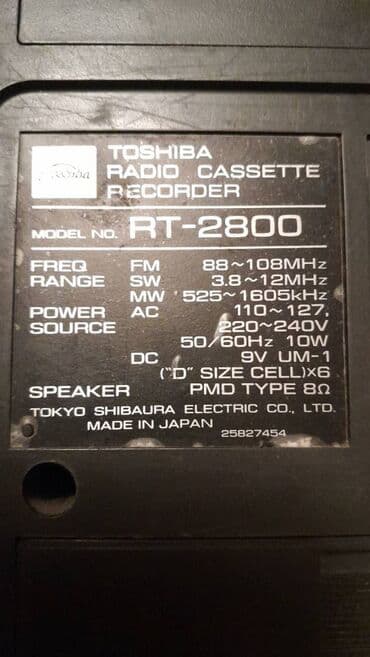 Toshiba
TOSHIBA
RADIO CASSETTE
RECORDER
MODEL NO. RT-2800
FREQ FM 88~108MHz
RANGE SW 3.8~12MHz
MW 525~1605kHz
POWER AC 110~127,
SOURCE 220~240V
50/60Hz 10W
DC 9V UM-1
("D" SIZE CELL)×6
SPEAKER PMD TYPE 8Ω
TOKYO SHIBAURA ELECTRIC CO., LTD.
MADE IN JAPAN 25827454